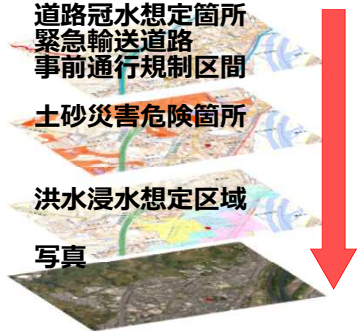 道路冠水想定箇所
緊急輸送道路
事前通行規制区間
土砂災害危険箇所
洪水浸水想定区域
写真